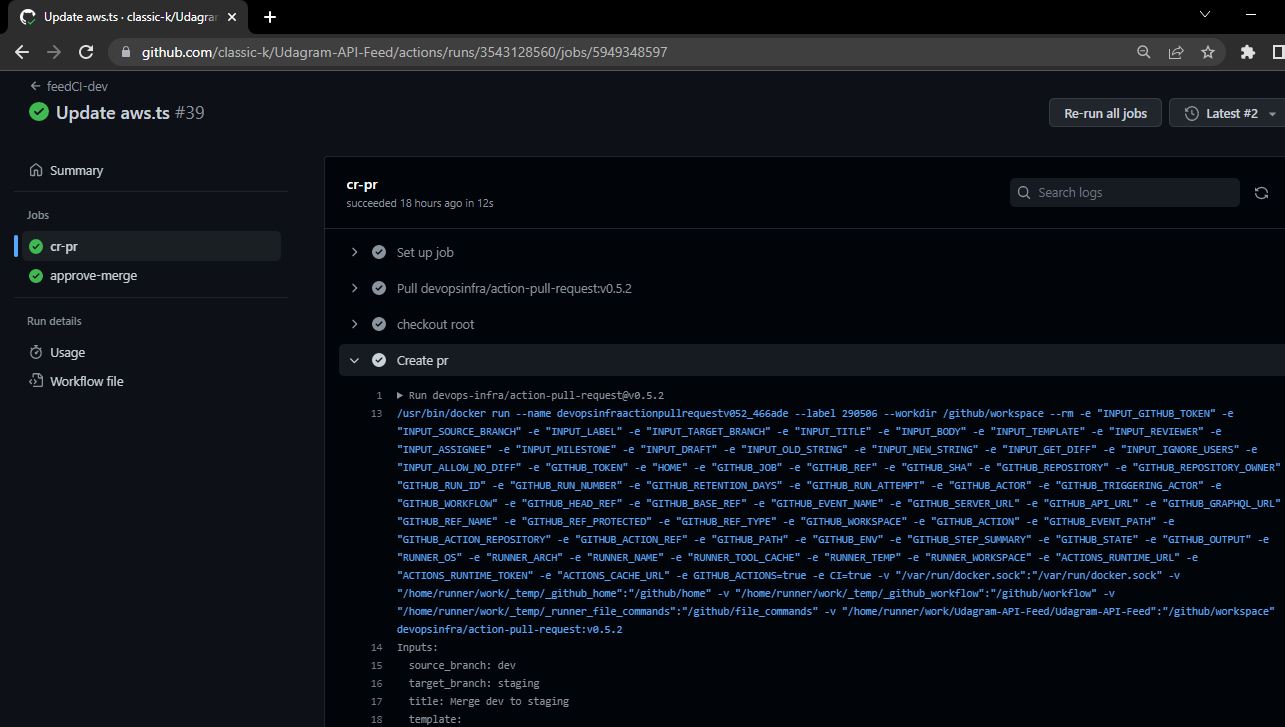 Update aws.ts · classic-k/Udagram
github.com/classic-k/Udagram-API-Feed/actions/runs/3543128560/jobs/5949348597
feedCI-dev
Update aws.ts #39
Re-run all jobs
Latest #2
Summary
Jobs
cr-pr
approve-merge
Run details
Usage
Workflow file
cr-pr
succeeded 18 hours ago in 12s
Search logs
Set up job
Pull devopsinfra/action-pull-request:v0.5.2
checkout root
Create pr
1 ▶ Run devops-infra/action-pull-request@v0.5.2
13 /usr/bin/docker run --name devopsinfraactionpullrequestv052_466ade --label 290506 --workdir /github/workspace --rm -e "INPUT_GITHUB_TOKEN" -e
"INPUT_SOURCE_BRANCH" -e "INPUT_LABEL" -e "INPUT_TARGET_BRANCH" -e "INPUT_TITLE" -e "INPUT_BODY" -e "INPUT_TEMPLATE" -e "INPUT_REVIEWER" -e
"INPUT_ASSIGNEE" -e "INPUT_MILESTONE" -e "INPUT_DRAFT" -e "INPUT_OLD_STRING" -e "INPUT_NEW_STRING" -e "INPUT_GET_DIFF" -e "INPUT_IGNORE_USERS" -e
"INPUT_ALLOW_NO_DIFF" -e "GITHUB_TOKEN" -e "HOME" -e "GITHUB_JOB" -e "GITHUB_REF" -e "GITHUB_SHA" -e "GITHUB_REPOSITORY" -e "GITHUB_REPOSITORY_OWNER"
"GITHUB_RUN_ID" -e "GITHUB_RUN_NUMBER" -e "GITHUB_RETENTION_DAYS" -e "GITHUB_RUN_ATTEMPT" -e "GITHUB_ACTOR" -e "GITHUB_TRIGGERING_ACTOR" -e
"GITHUB_WORKFLOW" -e "GITHUB_HEAD_REF" -e "GITHUB_BASE_REF" -e "GITHUB_EVENT_NAME" -e "GITHUB_SERVER_URL" -e "GITHUB_API_URL" -e "GITHUB_GRAPHQL_URL"
"GITHUB_REF_NAME" -e "GITHUB_REF_PROTECTED" -e "GITHUB_REF_TYPE" -e "GITHUB_WORKSPACE" -e "GITHUB_ACTION" -e "GITHUB_EVENT_PATH" -e
"GITHUB_ACTION_REPOSITORY" -e "GITHUB_ACTION_REF" -e "GITHUB_PATH" -e "GITHUB_ENV" -e "GITHUB_STEP_SUMMARY" -e "GITHUB_STATE" -e "GITHUB_OUTPUT" -e
"RUNNER_OS" -e "RUNNER_ARCH" -e "RUNNER_NAME" -e "RUNNER_TOOL_CACHE" -e "RUNNER_TEMP" -e "RUNNER_WORKSPACE" -e "ACTIONS_RUNTIME_URL" -e
"ACTIONS_RUNTIME_TOKEN" -e "ACTIONS_CACHE_URL" -e GITHUB_ACTIONS=true -e CI=true -v "/var/run/docker.sock":"/var/run/docker.sock" -v
"/home/runner/work/_temp/_github_home":"/github/home" -v "/home/runner/work/_temp/_github_workflow":"/github/workflow" -v
"/home/runner/work/_temp/_runner_file_commands":"/github/file_commands" -v "/home/runner/work/Udagram-API-Feed/Udagram-API-Feed":"/github/workspace"
devopsinfra/action-pull-request:v0.5.2
14 Inputs:
15 source_branch: dev
16 target_branch: staging
17 title: Merge dev to staging
18 template: